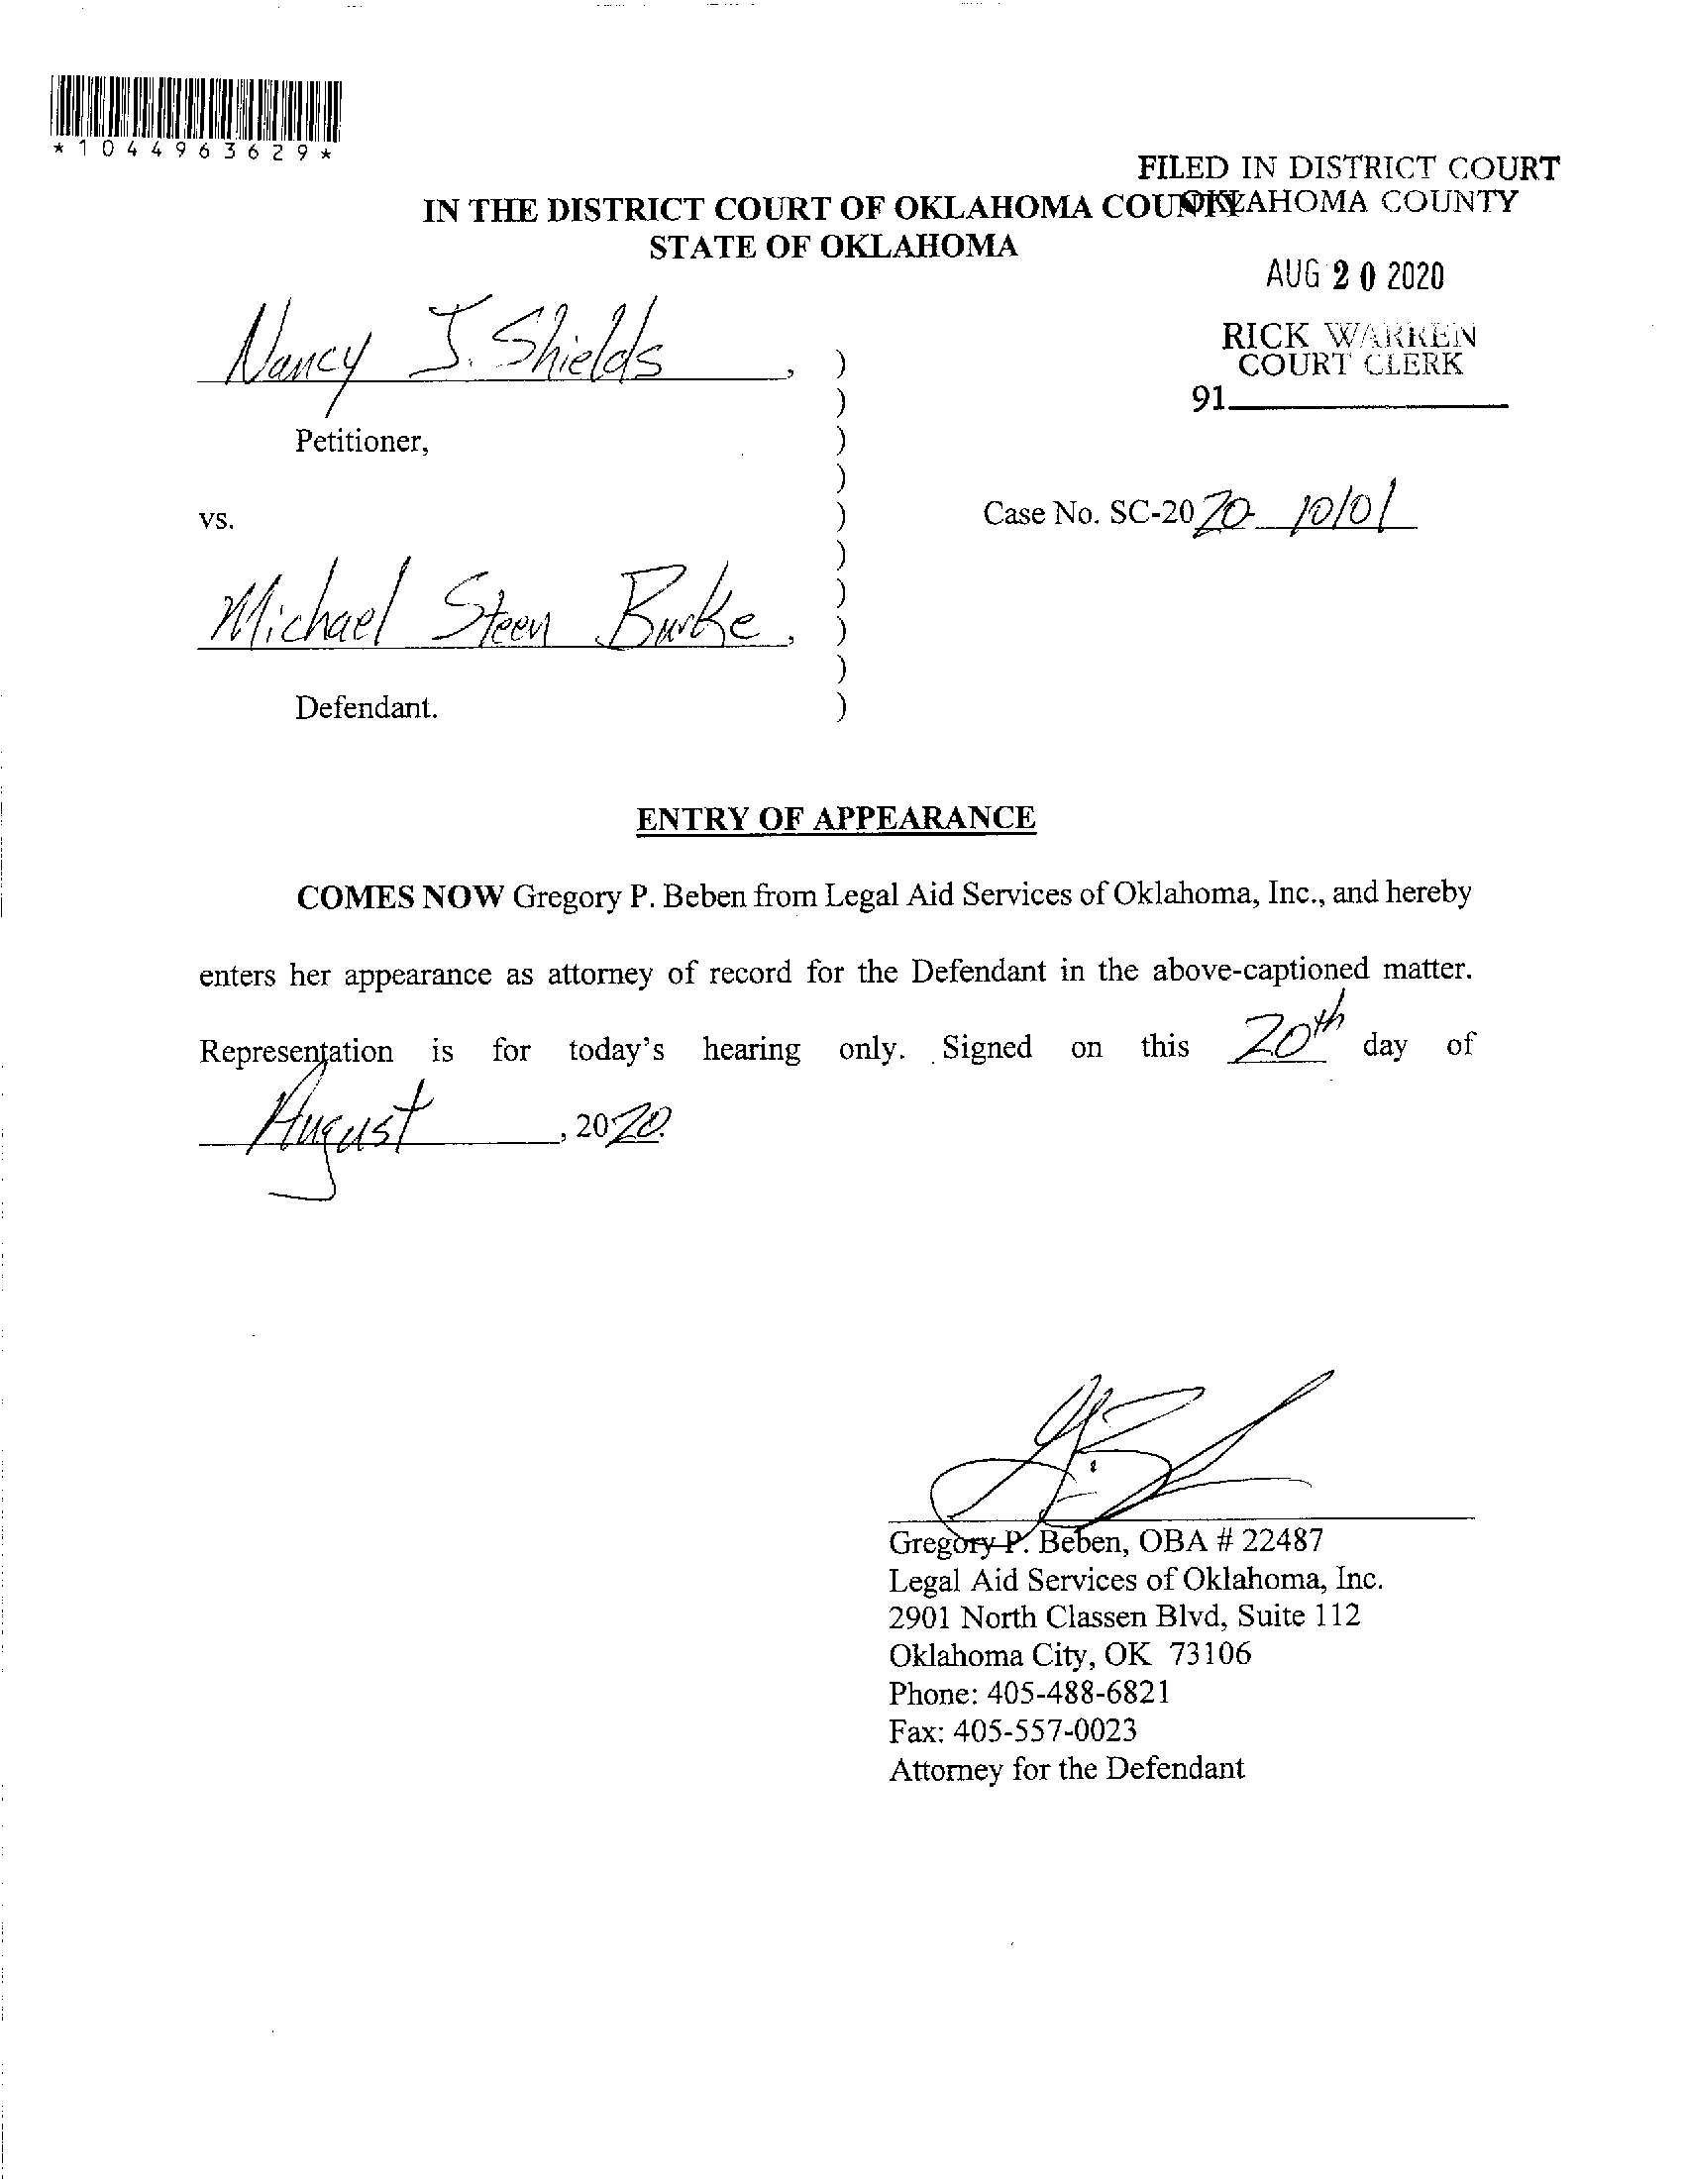 *1044963629*
FILED IN DISTRICT COURT
OKLAHOMA COUNTY
IN THE DISTRICT COURT OF OKLAHOMA COUNTY
STATE OF OKLAHOMA
AUG 20 2020
RICK WARREN
COURT CLERK
91
Nancy J. Shields, )
)
Petitioner, )
)
vs. ) Case No. SC-2020-10101
)
)
Michael Steen Burke, )
)
Defendant. )
ENTRY OF APPEARANCE
COMES NOW Gregory P. Beben from Legal Aid Services of Oklahoma, Inc., and hereby
enters her appearance as attorney of record for the Defendant in the above-captioned matter.
Representation is for today's hearing only. Signed on this 20th day of
August, 2020.
Gregory P. Beben, OBA # 22487
Legal Aid Services of Oklahoma, Inc.
2901 North Classen Blvd, Suite 112
Oklahoma City, OK 73106
Phone: 405-488-6821
Fax: 405-557-0023
Attorney for the Defendant